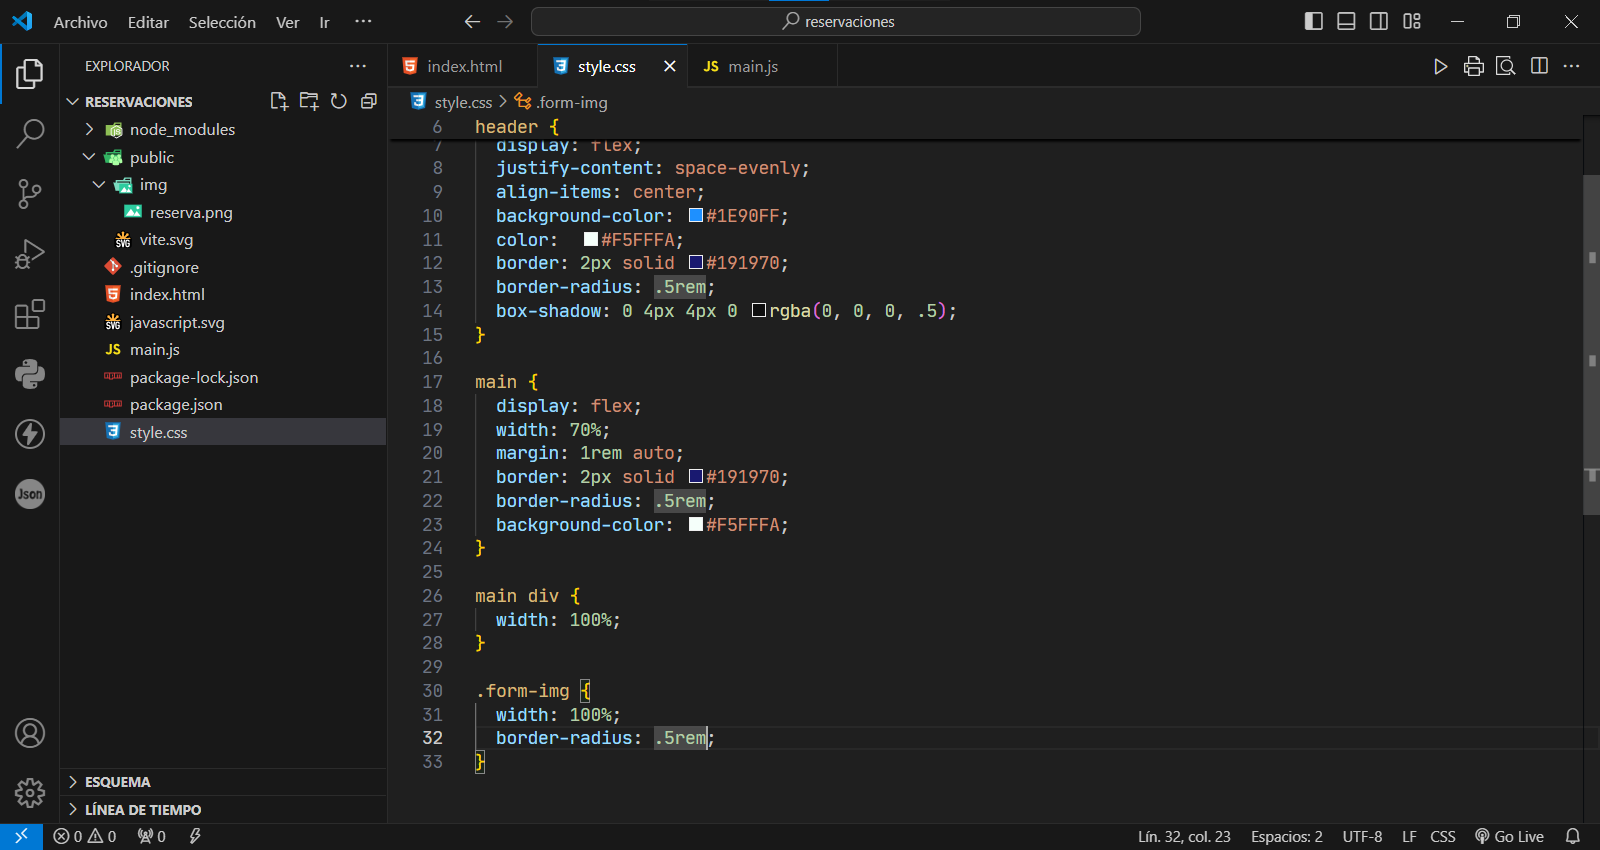 Archivo Editar Selección Ver Ir ··· reservaciones
EXPLORADOR ···
RESERVACIONES
node_modules
public
img
reserva.png
vite.svg
.gitignore
index.html
javascript.svg
main.js
package-lock.json
package.json
style.css
ESQUEMA
LÍNEA DE TIEMPO
Json
index.html style.css JS main.js
style.css > .form-img
6 header {
7 display: flex;
8 justify-content: space-evenly;
9 align-items: center;
10 background-color: #1E90FF;
11 color: #F5FFFA;
12 border: 2px solid #191970;
13 border-radius: .5rem;
14 box-shadow: 0 4px 4px 0 rgba(0, 0, 0, .5);
15 }
16
17 main {
18 display: flex;
19 width: 70%;
20 margin: 1rem auto;
21 border: 2px solid #191970;
22 border-radius: .5rem;
23 background-color: #F5FFFA;
24 }
25
26 main div {
27 width: 100%;
28 }
29
30 .form-img {
31 width: 100%;
32 border-radius: .5rem;
33 }
0 0 0 Lín. 32, col. 23 Espacios: 2 UTF-8 LF CSS Go Live